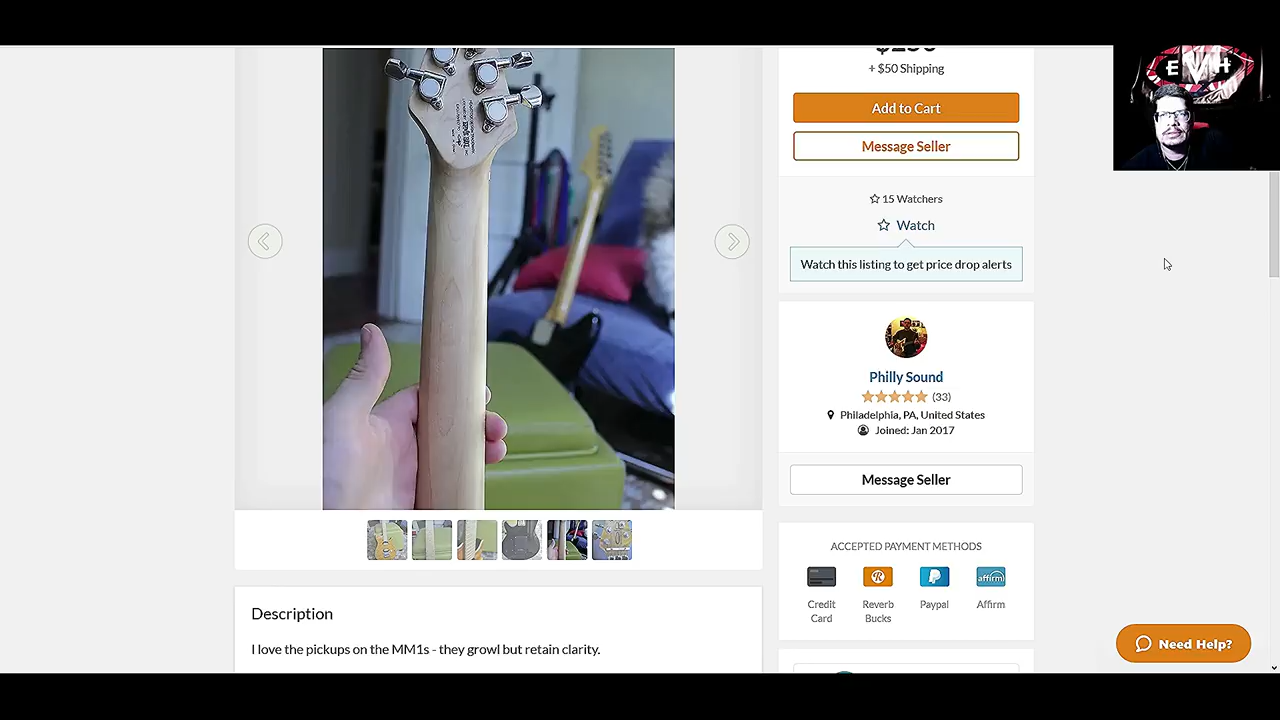 EVH
+ $50 Shipping
Add to Cart
Message Seller
15 Watchers
Watch
Watch this listing to get price drop alerts
Philly Sound
(33)
Philadelphia, PA, United States
Joined: Jan 2017
Message Seller
ACCEPTED PAYMENT METHODS
affirm
Credit Card
Reverb Bucks
Paypal
Affirm
Description
I love the pickups on the MM1s - they growl but retain clarity.
Need Help?